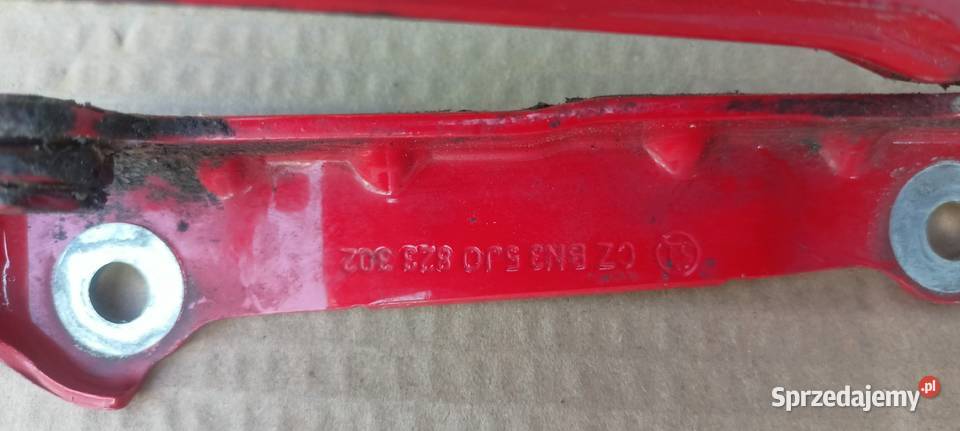 CZ BN3 5J0 823 302
Sprzedajemy.pl